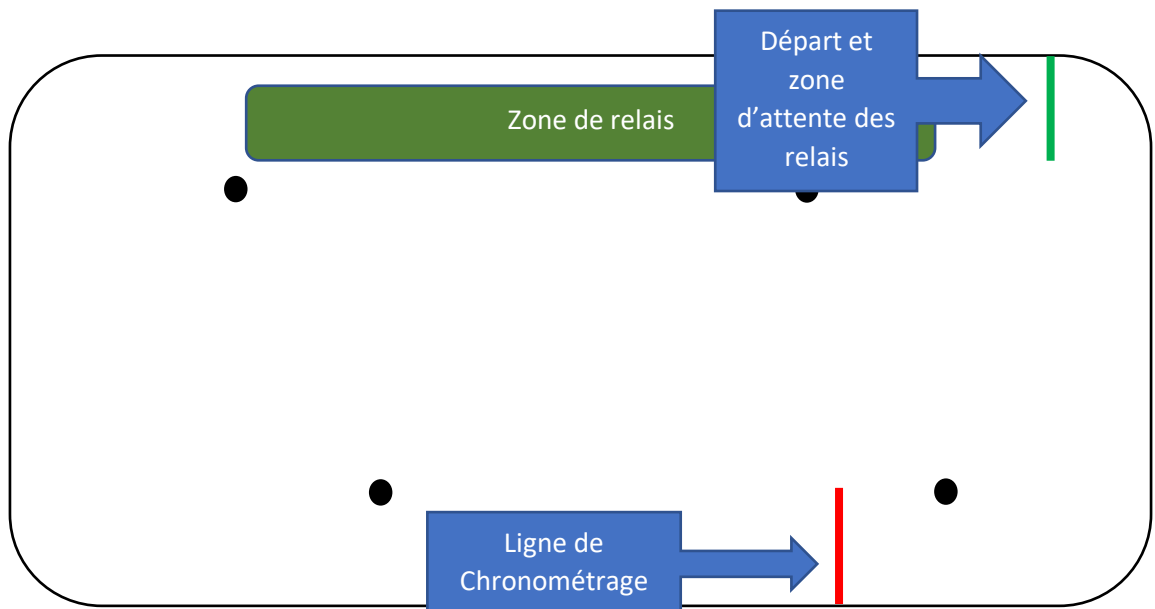 Départ et
zone
d’attente des
relais
Zone de relais
Ligne de
Chronométrage